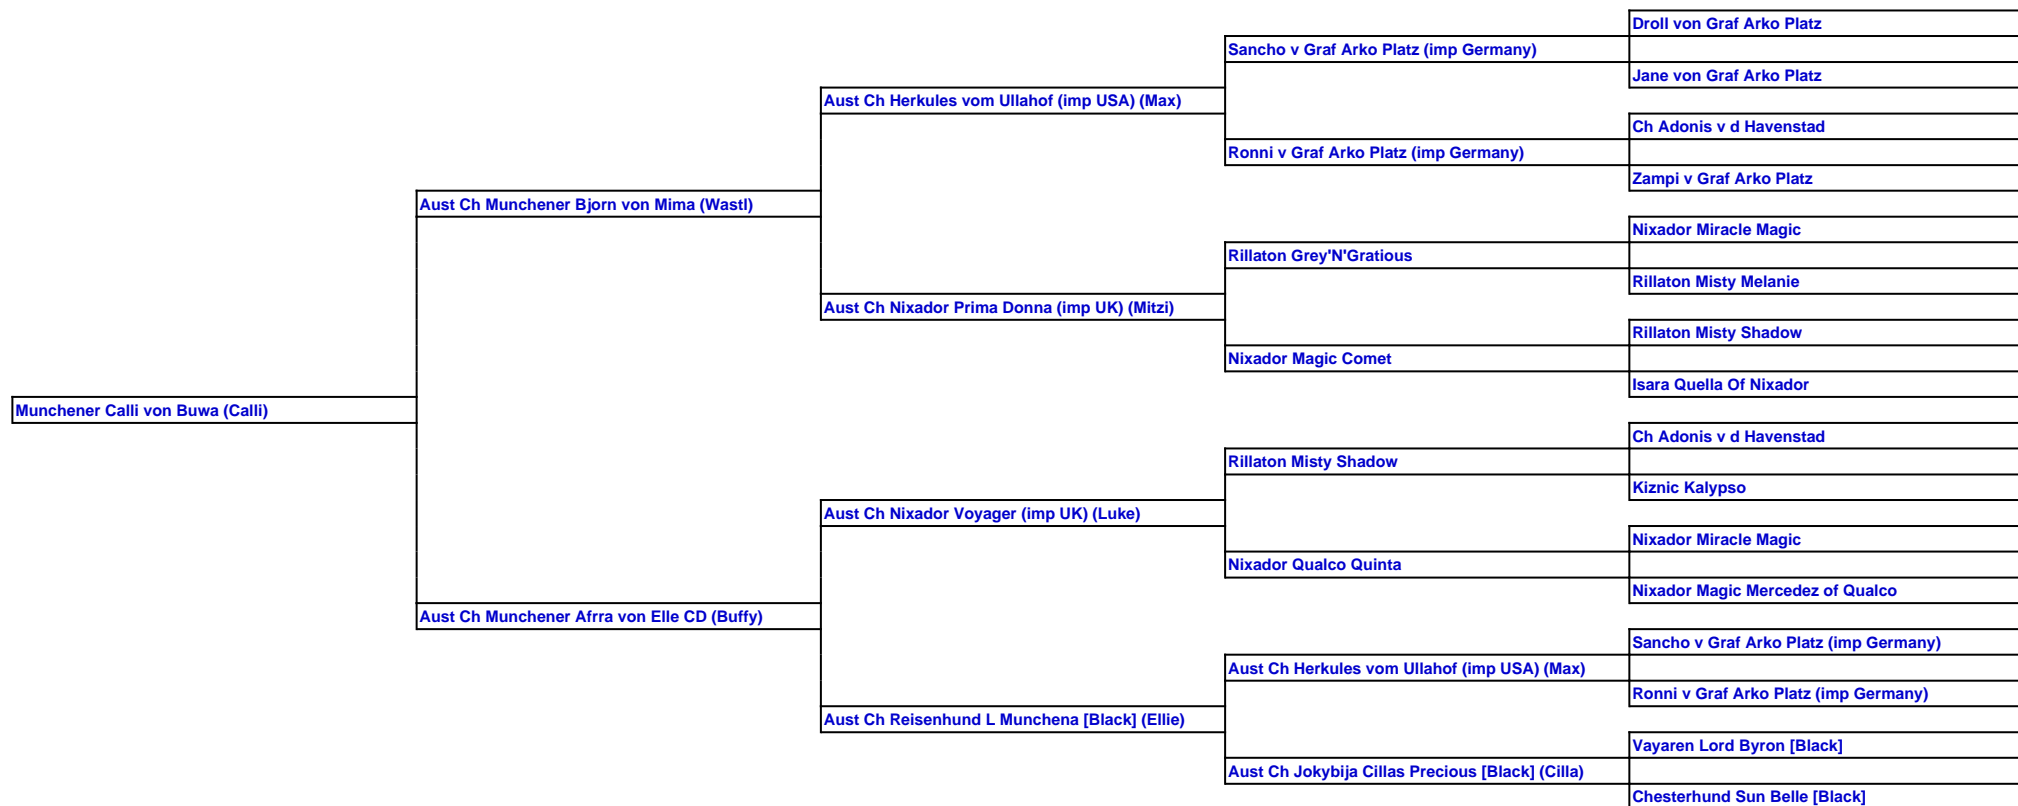 Droll von Graf Arko Platz
Sancho v Graf Arko Platz (imp Germany)
Jane von Graf Arko Platz
Aust Ch Herkules vom Ullahof (imp USA) (Max)
Ch Adonis v d Havenstad
Ronni v Graf Arko Platz (imp Germany)
Zampi v Graf Arko Platz
Aust Ch Munchener Bjorn von Mima (Wastl)
Nixador Miracle Magic
Rillaton Grey'N'Gratious
Rillaton Misty Melanie
Aust Ch Nixador Prima Donna (imp UK) (Mitzi)
Rillaton Misty Shadow
Nixador Magic Comet
Isara Quella Of Nixador
Munchener Calli von Buwa (Calli)
Ch Adonis v d Havenstad
Rillaton Misty Shadow
Kiznic Kalypso
Aust Ch Nixador Voyager (imp UK) (Luke)
Nixador Miracle Magic
Nixador Qualco Quinta
Nixador Magic Mercedez of Qualco
Aust Ch Munchener Afrra von Elle CD (Buffy)
Sancho v Graf Arko Platz (imp Germany)
Aust Ch Herkules vom Ullahof (imp USA) (Max)
Ronni v Graf Arko Platz (imp Germany)
Aust Ch Reisenhund L Munchena [Black] (Ellie)
Vayaren Lord Byron [Black]
Aust Ch Jokybija Cillas Precious [Black] (Cilla)
Chesterhund Sun Belle [Black]